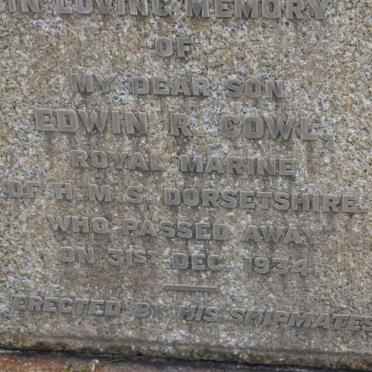 IN LOVING MEMORY
OF
MY DEAR SON
EDWIN R. COWL,
ROYAL MARINE
OF H.M.S. DORSETSHIRE.
WHO PASSED AWAY
ON 31ST DEC. 1934.
ERECTED BY HIS SHIPMATES